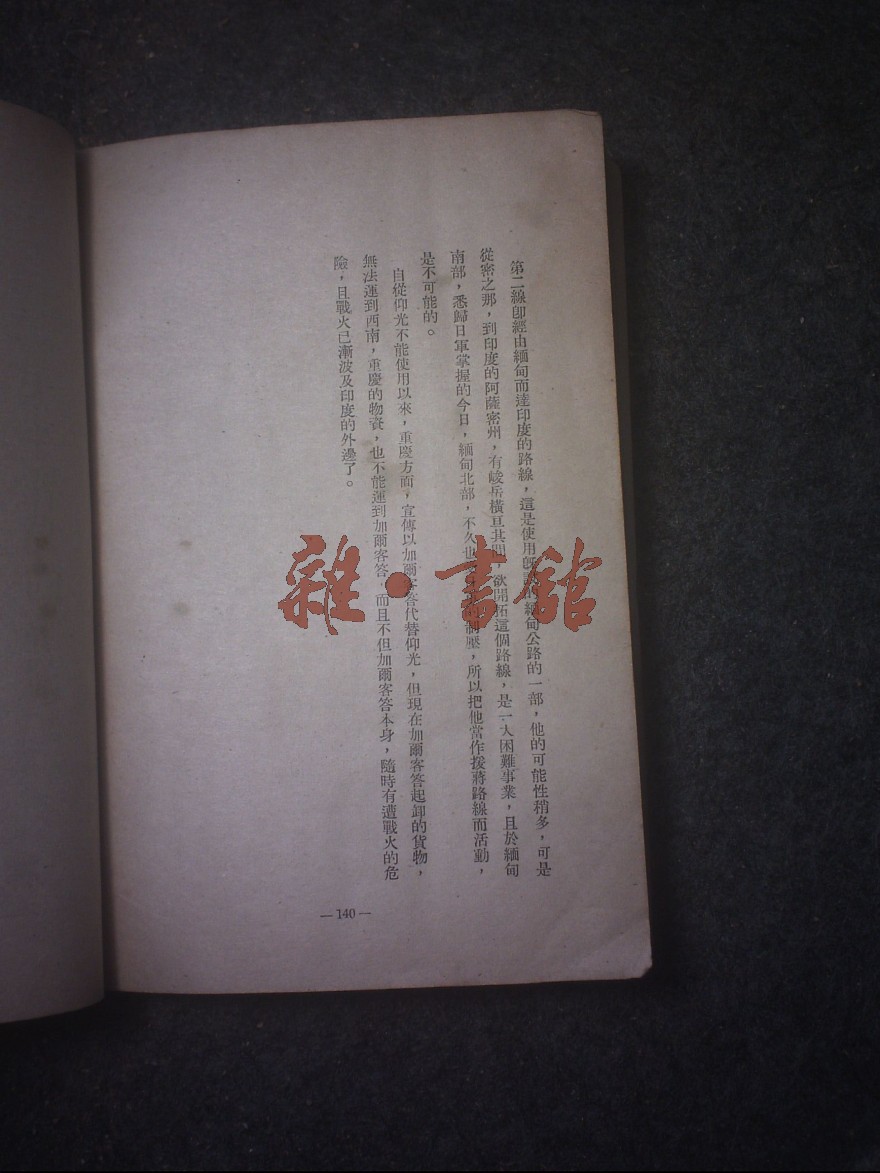 第二線卽經由緬甸而達印度的路線，這是使用旣的緬甸公路的一部，他的可能性稍多，可是
從密之那，到印度的阿薩密州，有峻岳橫亘其間，欲開拓這個路線，是一大困難事業，且於緬甸
南部，悉歸日軍掌握的今日，緬甸北部，不久也制壓，所以把他當作援蔣路線而活動，
是不可能的。
自從仰光不能使用以來，重慶方面，宣傳以加爾客答代替仰光，但現在加爾客答起卸的貨物，
無法運到西南，重慶的物資，也不能運到加爾客答，而且不但加爾客答本身，隨時有遭戰火的危
險，且戰火已漸波及印度的外邊了。
—140—
雜·書館